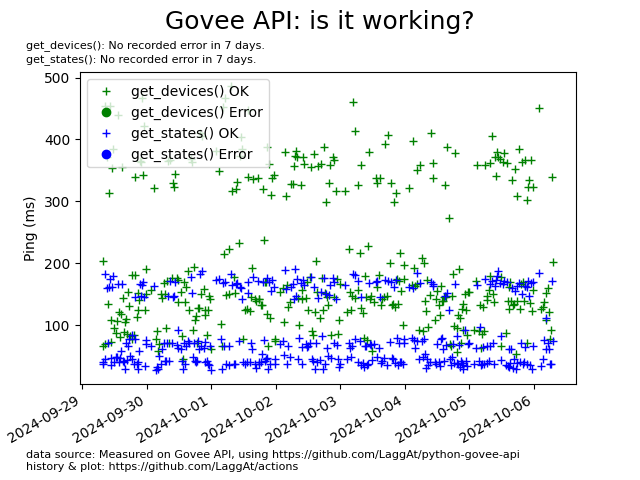 Govee API: is it working?
get_devices(): No recorded error in 7 days.
get_states(): No recorded error in 7 days.
500
400
300
200
100
Ping (ms)
get_devices() OK
get_devices() Error
get_states() OK
get_states() Error
2024-09-29
2024-09-30
2024-10-01
2024-10-02
2024-10-03
2024-10-04
2024-10-05
2024-10-06
data source: Measured on Govee API, using https://github.com/LaggAt/python-govee-api
history & plot: https://github.com/LaggAt/actions